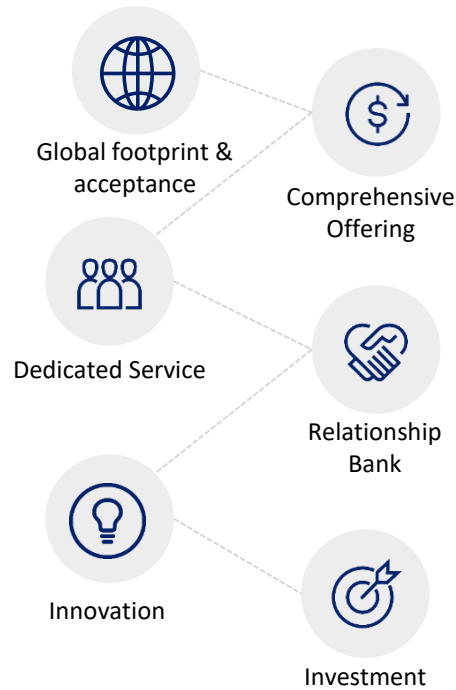 Global footprint &
acceptance
Comprehensive
Offering
Dedicated Service
Relationship
Bank
Innovation
Investment